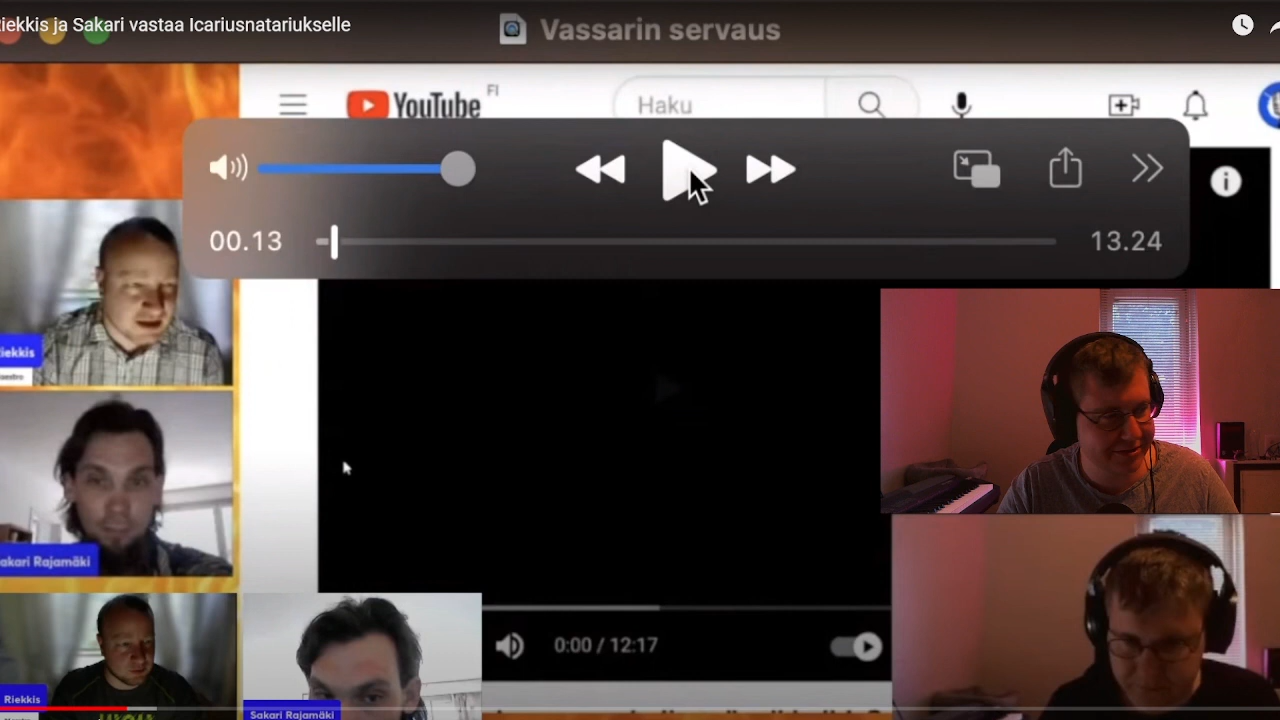 iekkis ja Sakari vastaa Icariusnatariukselle
Vassarin servaus
YouTube FI
Haku
00.13
13.24
iekkis
akari Rajamäki
0:00 / 12:17
Riekkis
Sakari Rajamäki